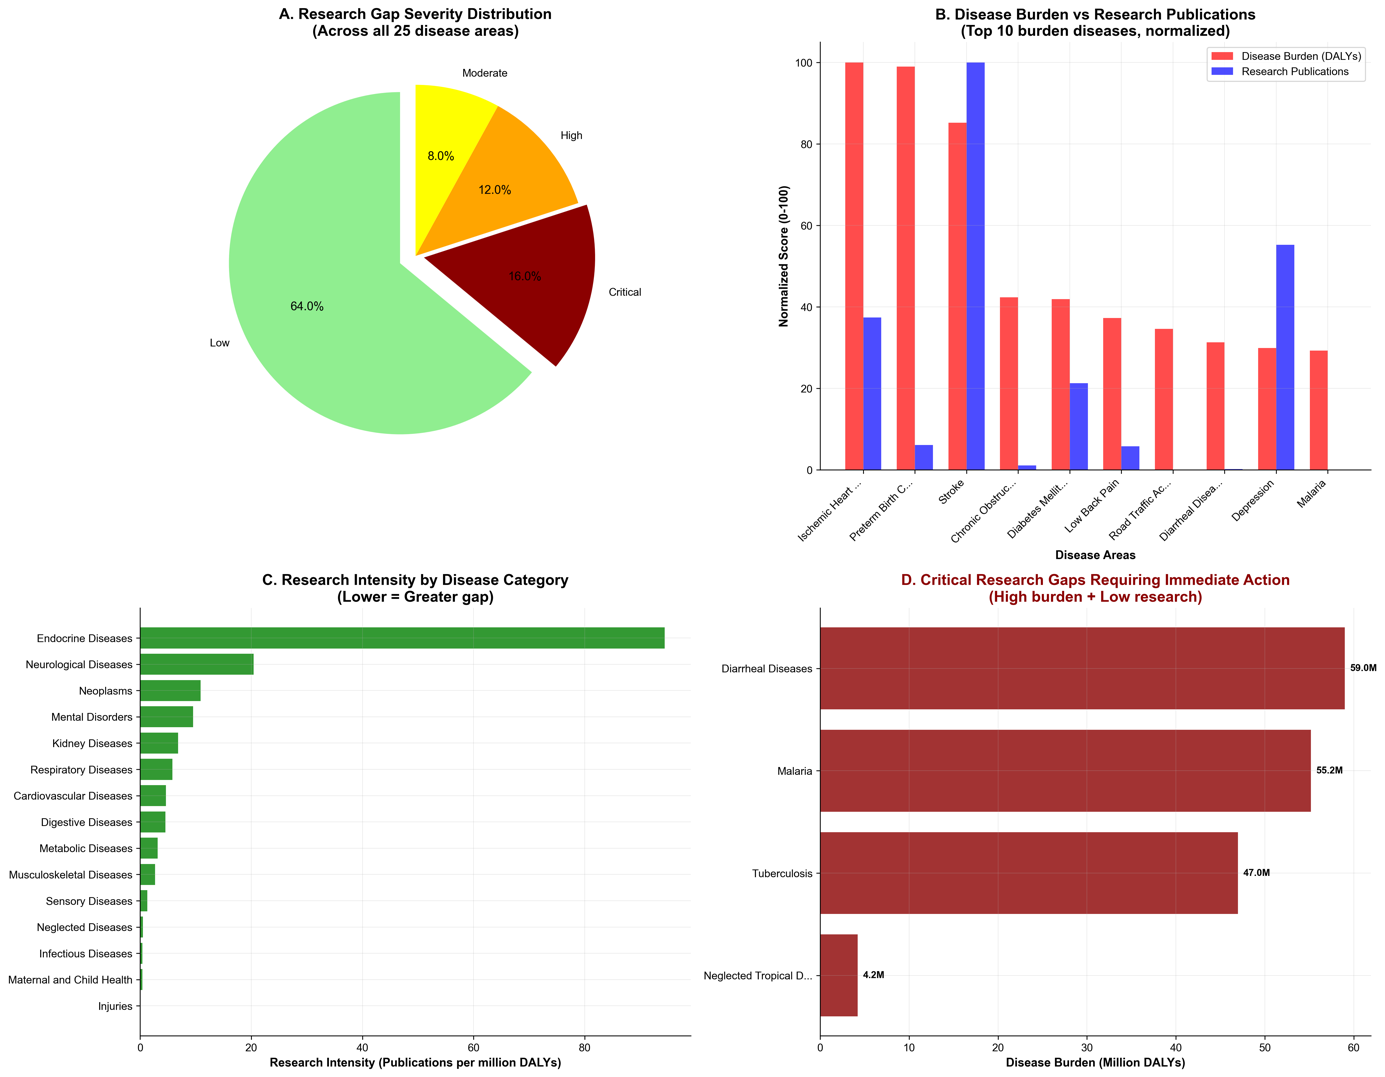 A. Research Gap Severity Distribution
(Across all 25 disease areas)
Moderate
High
8.0%
12.0%
16.0%
Critical
64.0%
Low
B. Disease Burden vs Research Publications
(Top 10 burden diseases, normalized)
Disease Burden (DALYs)
Research Publications
Normalized Score (0-100)
100
80
60
40
20
0
Ischemic Heart ...
Preterm Birth C...
Stroke
Chronic Obstruc...
Diabetes Mellit...
Low Back Pain
Road Traffic Ac...
Diarrheal Disea...
Depression
Malaria
Disease Areas
C. Research Intensity by Disease Category
(Lower = Greater gap)
Endocrine Diseases
Neurological Diseases
Neoplasms
Mental Disorders
Kidney Diseases
Respiratory Diseases
Cardiovascular Diseases
Digestive Diseases
Metabolic Diseases
Musculoskeletal Diseases
Sensory Diseases
Neglected Diseases
Infectious Diseases
Maternal and Child Health
Injuries
0 20 40 60 80
Research Intensity (Publications per million DALYs)
D. Critical Research Gaps Requiring Immediate Action
(High burden + Low research)
Diarrheal Diseases 59.0M
Malaria 55.2M
Tuberculosis 47.0M
Neglected Tropical D... 4.2M
0 10 20 30 40 50 60
Disease Burden (Million DALYs)